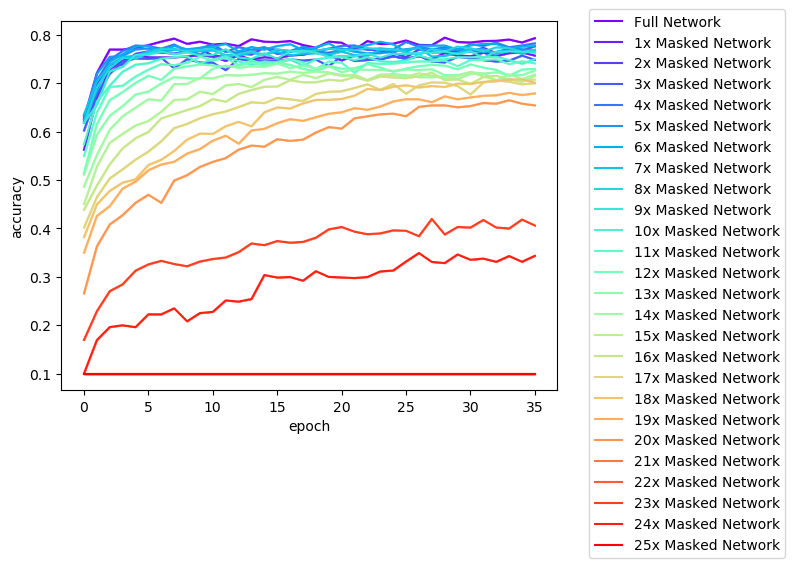 0.8
0.7
0.6
0.5
0.4
0.3
0.2
0.1
accuracy
0 5 10 15 20 25 30 35
epoch
Full Network
1x Masked Network
2x Masked Network
3x Masked Network
4x Masked Network
5x Masked Network
6x Masked Network
7x Masked Network
8x Masked Network
9x Masked Network
10x Masked Network
11x Masked Network
12x Masked Network
13x Masked Network
14x Masked Network
15x Masked Network
16x Masked Network
17x Masked Network
18x Masked Network
19x Masked Network
20x Masked Network
21x Masked Network
22x Masked Network
23x Masked Network
24x Masked Network
25x Masked Network